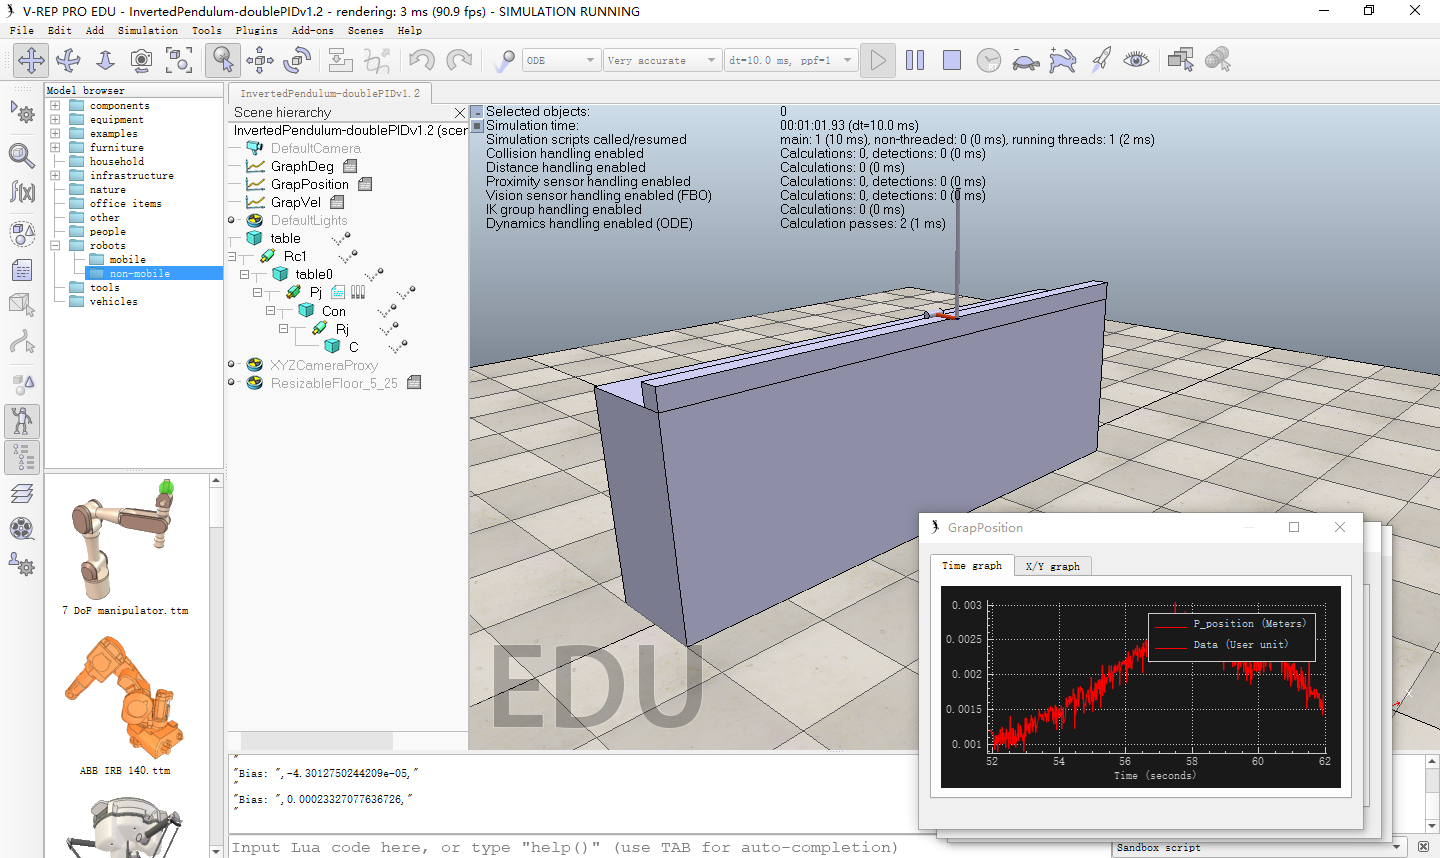 V-REP PRO EDU - InvertedPendulum-doublePIDv1.2 - rendering: 3 ms (90.9 fps) - SIMULATION RUNNING
File Edit Add Simulation Tools Plugins Add-ons Scenes Help
ODE Very accurate dt=10.0 ms, ppf=1
Model browser
components
equipment
examples
furniture
household
infrastructure
nature
office items
other
people
robots
mobile
non-mobile
tools
vehicles
7 DoF manipulator.ttm
ABB IRB 140.ttm
InvertedPendulum-doublePIDv1.2
Scene hierarchy
InvertedPendulum-doublePIDv1.2 (scen
DefaultCamera
GraphDeg
GrapPosition
GrapVel
DefaultLights
table
Rc1
table0
Pj
Con
Rj
C
XYZCameraProxy
ResizableFloor_5_25
Selected objects: 0
Simulation time: 00:01:01.93 (dt=10.0 ms)
Simulation scripts called/resumed main: 1 (10 ms), non-threaded: 0 (0 ms), running threads: 1 (2 ms)
Collision handling enabled Calculations: 0, detections: 0 (0 ms)
Distance handling enabled Calculations: 0 (0 ms)
Proximity sensor handling enabled Calculations: 0, detections: 0 (0 ms)
Vision sensor handling enabled (FBO) Calculations: 0, detections: 0 (0 ms)
IK group handling enabled Calculations: 0 (0 ms)
Dynamics handling enabled (ODE) Calculation passes: 2 (1 ms)
EDU
x
GrapPosition
Time graph X/Y graph
0.003
0.0025
0.002
0.0015
0.001
P_position (Meters)
Data (User unit)
52 54 56 58 60 62
Time (seconds)
"
"Bias: ",-4.3012750244209e-05,"
"
"Bias: ",0.00023327077636726,"
"
Input Lua code here, or type "help()" (use TAB for auto-completion)
Sandbox script